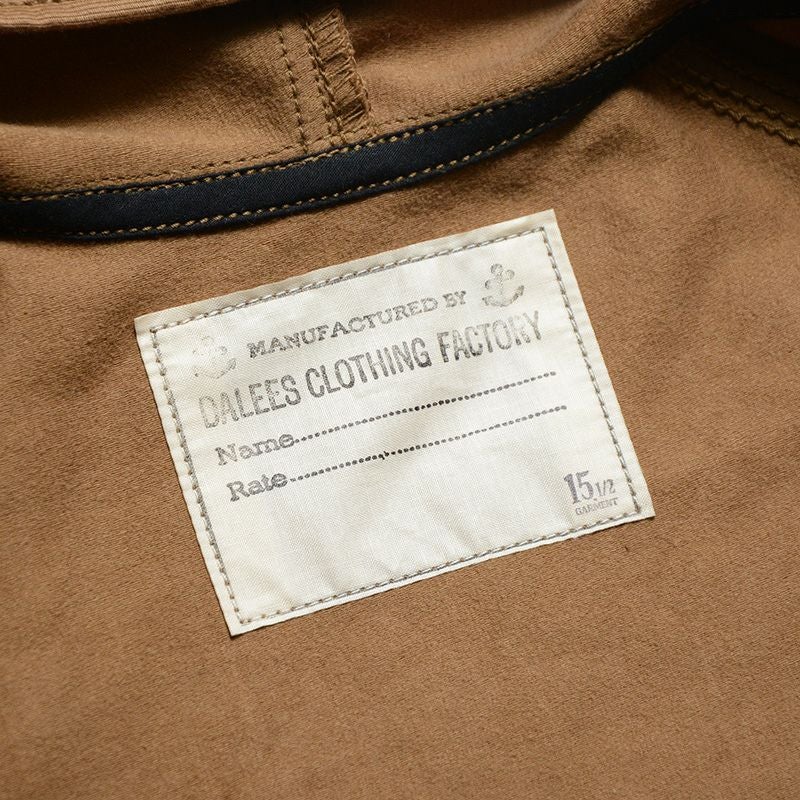 MANUFACTURED BY
DALEES CLOTHING FACTORY
Name
Rate
15 1/2
GARMENT